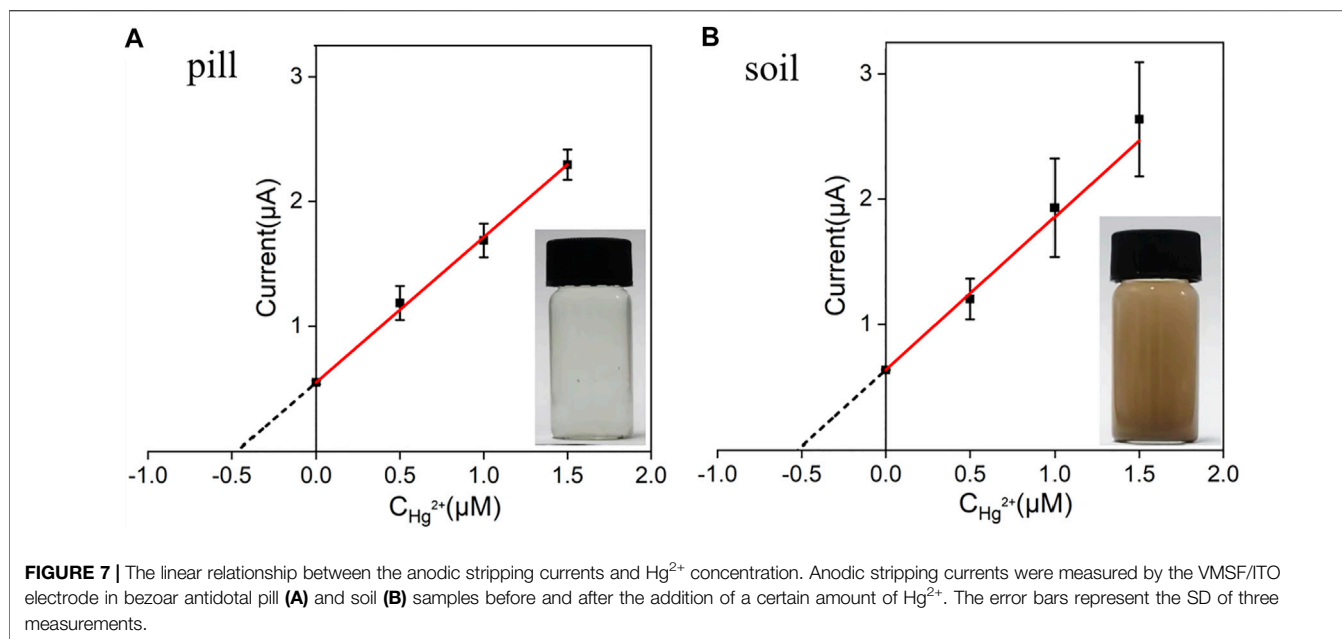 A
pill
3
2
1
Current(µA)
-1.0 -0.5 0.0 0.5 1.0 1.5 2.0
C_Hg²⁺(µM)
B
soil
3
2
1
Current(µA)
-1.0 -0.5 0.0 0.5 1.0 1.5 2.0
C_Hg²⁺(µM)
FIGURE 7 | The linear relationship between the anodic stripping currents and Hg²⁺ concentration. Anodic stripping currents were measured by the VMSF/ITO
electrode in bezoar antidotal pill (A) and soil (B) samples before and after the addition of a certain amount of Hg²⁺. The error bars represent the SD of three
measurements.